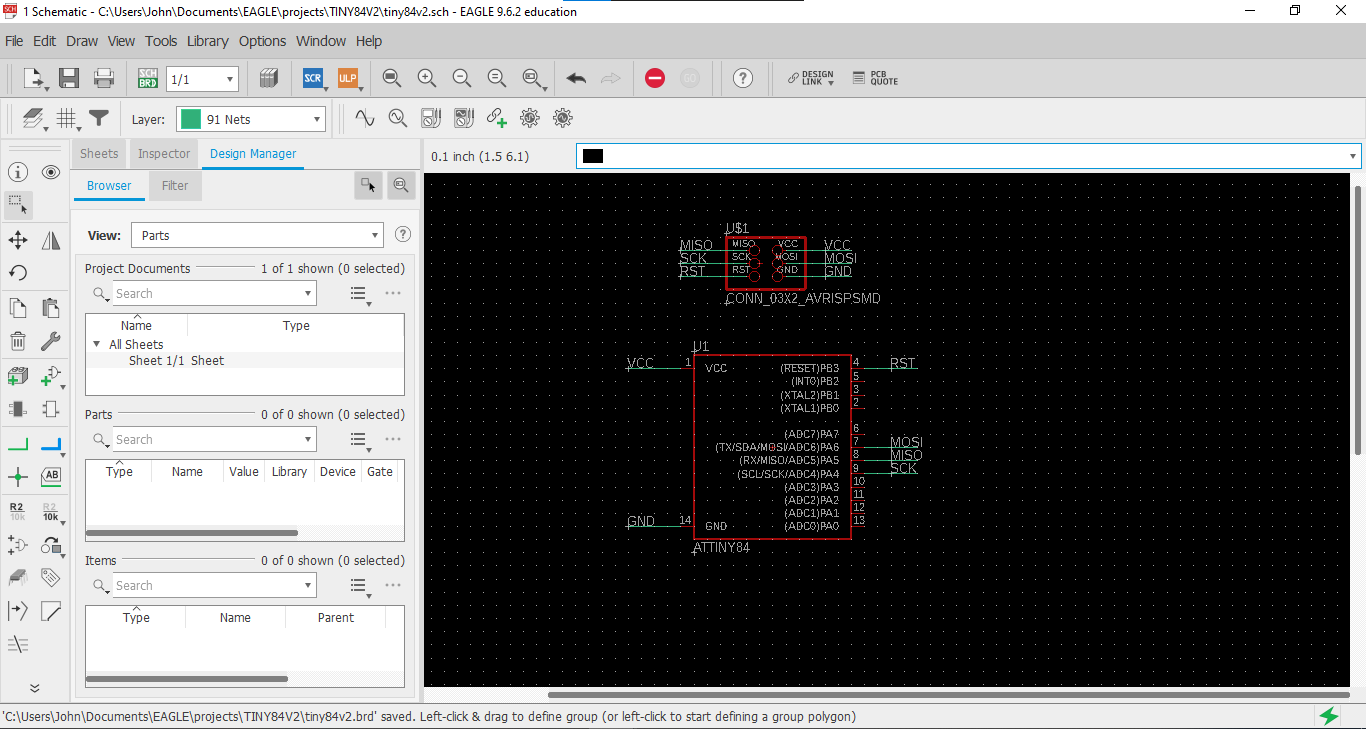 1 Schematic - C:\Users\John\Documents\EAGLE\projects\TINY84V2\tiny84v2.sch - EAGLE 9.6.2 education
File Edit Draw View Tools Library Options Window Help
SCH BRD 1/1 SCR ULP DESIGN LINK PCB QUOTE
Layer: 91 Nets
Sheets Inspector Design Manager
0.1 inch (1.5 6.1)
Browser Filter
View: Parts
Project Documents 1 of 1 shown (0 selected)
Search
Name Type
All Sheets
Sheet 1/1 Sheet
Parts 0 of 0 shown (0 selected)
Search
Type Name Value Library Device Gate
Items 0 of 0 shown (0 selected)
Search
Type Name Parent
AB
R2 10k R2 10k
U$1
MISO MISO VCC VCC
SCK SCK MOSI MOSI
RST RST GND GND
CONN_03X2_AVRISPSMD
U1
VCC 1 VCC (RESET)PB3 4 RST
(INT0)PB2 5
(XTAL2)PB1 3
(XTAL1)PB0 2
(ADC7)PA7 6
(TX/SDA/MOSI/ADC6)PA6 7 MOSI
(RX/MISO/ADC5)PA5 8 MISO
(SCL/SCK/ADC4)PA4 9 SCK
(ADC3)PA3 10
(ADC2)PA2 11
(ADC1)PA1 12
GND 14 GND (ADC0)PA0 13
ATTINY84
'C:\Users\John\Documents\EAGLE\projects\TINY84V2\tiny84v2.brd' saved. Left-click & drag to define group (or left-click to start defining a group polygon)